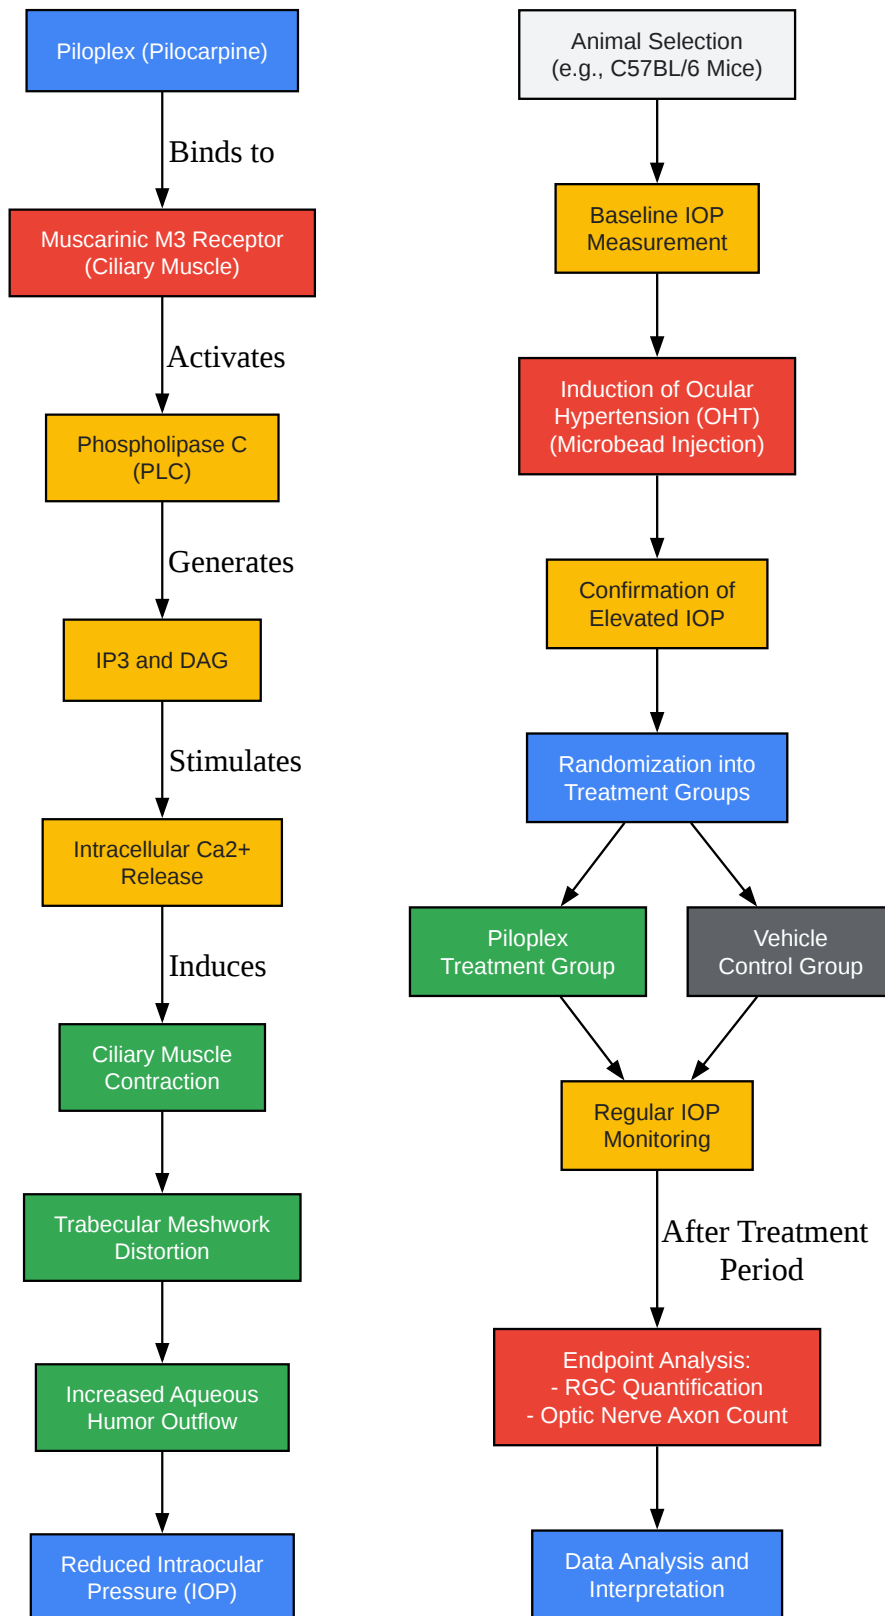 Piloplex (Pilocarpine)
Binds to
Muscarinic M3 Receptor
(Ciliary Muscle)
Activates
Phospholipase C
(PLC)
Generates
IP3 and DAG
Stimulates
Intracellular Ca2+
Release
Induces
Ciliary Muscle
Contraction
Trabecular Meshwork
Distortion
Increased Aqueous
Humor Outflow
Reduced Intraocular
Pressure (IOP)
Animal Selection
(e.g., C57BL/6 Mice)
Baseline IOP
Measurement
Induction of Ocular
Hypertension (OHT)
(Microbead Injection)
Confirmation of
Elevated IOP
Randomization into
Treatment Groups
Piloplex
Treatment Group
Vehicle
Control Group
Regular IOP
Monitoring
After Treatment
Period
Endpoint Analysis:
- RGC Quantification
- Optic Nerve Axon Count
Data Analysis and
Interpretation